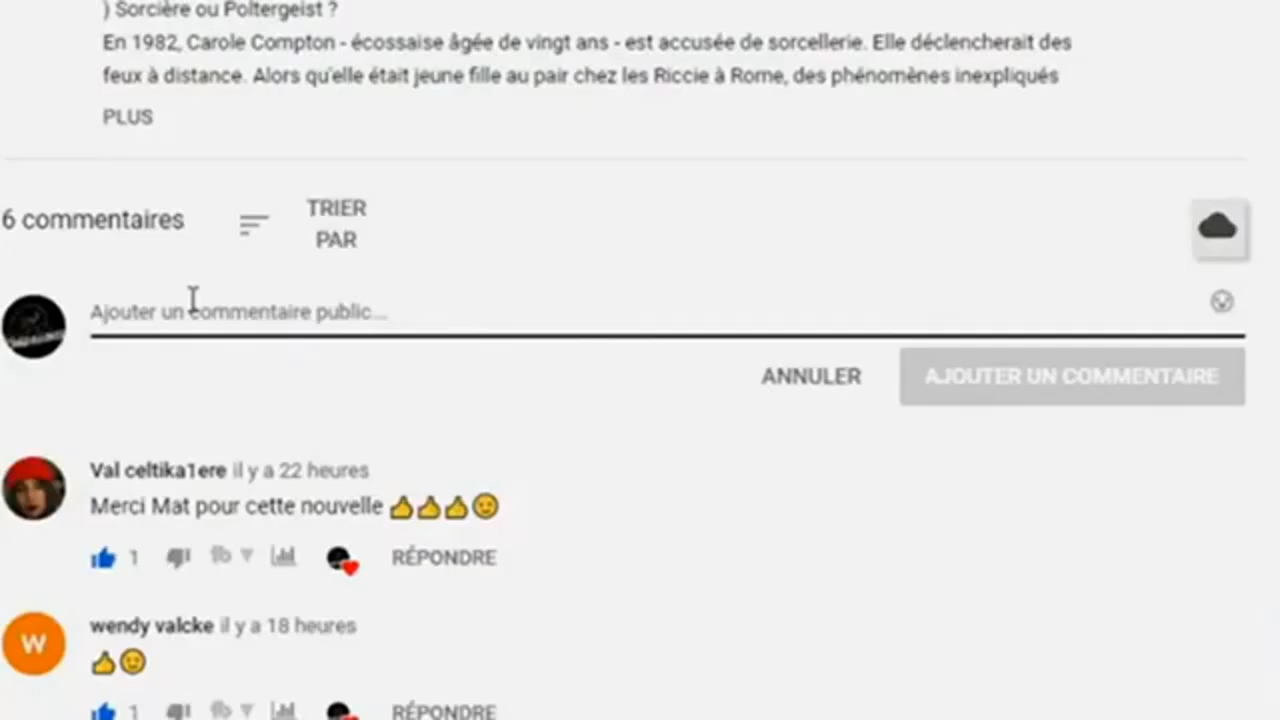 ) Sorcière ou Poltergeist ?
En 1982, Carole Compton - écossaise âgée de vingt ans - est accusée de sorcellerie. Elle déclencherait des
feux à distance. Alors qu'elle était jeune fille au pair chez les Riccie à Rome, des phénomènes inexpliqués
PLUS
6 commentaires
TRIER
PAR
Ajouter un commentaire public...
ANNULER
AJOUTER UN COMMENTAIRE
Val celtika1ere il y a 22 heures
Merci Mat pour cette nouvelle 👍👍👍😉
1
RÉPONDRE
W
wendy valcke il y a 18 heures
👍😉
1
RÉPONDRE